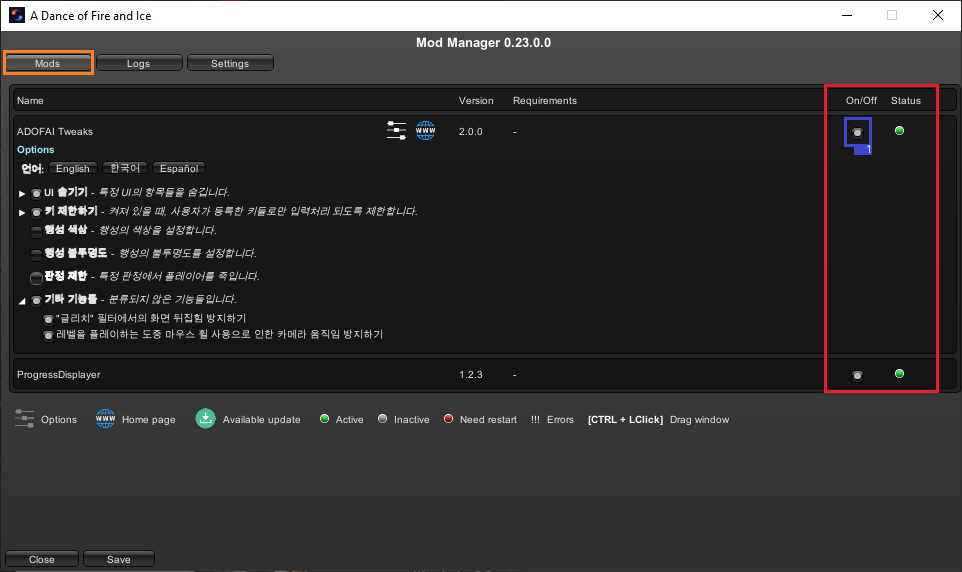 A Dance of Fire and Ice
Mod Manager 0.23.0.0
Mods Logs Settings
Name Version Requirements On/Off Status
ADOFAI Tweaks www 2.0.0 -
1
Options
언어: English 한국어 Español
UI 숨기기 - 특정 UI의 항목들을 숨깁니다.
키 제한하기 - 켜져 있을 때, 사용자가 등록한 키들로만 입력처리 되도록 제한합니다.
행성 색상 - 행성의 색상을 설정합니다.
행성 불투명도 - 행성의 불투명도를 설정합니다.
판정 제한 - 특정 판정에서 플레이어를 죽입니다.
기타 기능들 - 분류되지 않은 기능들입니다.
"글리치" 필터에서의 화면 뒤집힘 방지하기
레벨을 플레이하는 도중 마우스 휠 사용으로 인한 카메라 움직임 방지하기
ProgressDisplayer 1.2.3 -
Options www Home page Available update Active Inactive Need restart !!! Errors [CTRL + LClick] Drag window
Close Save